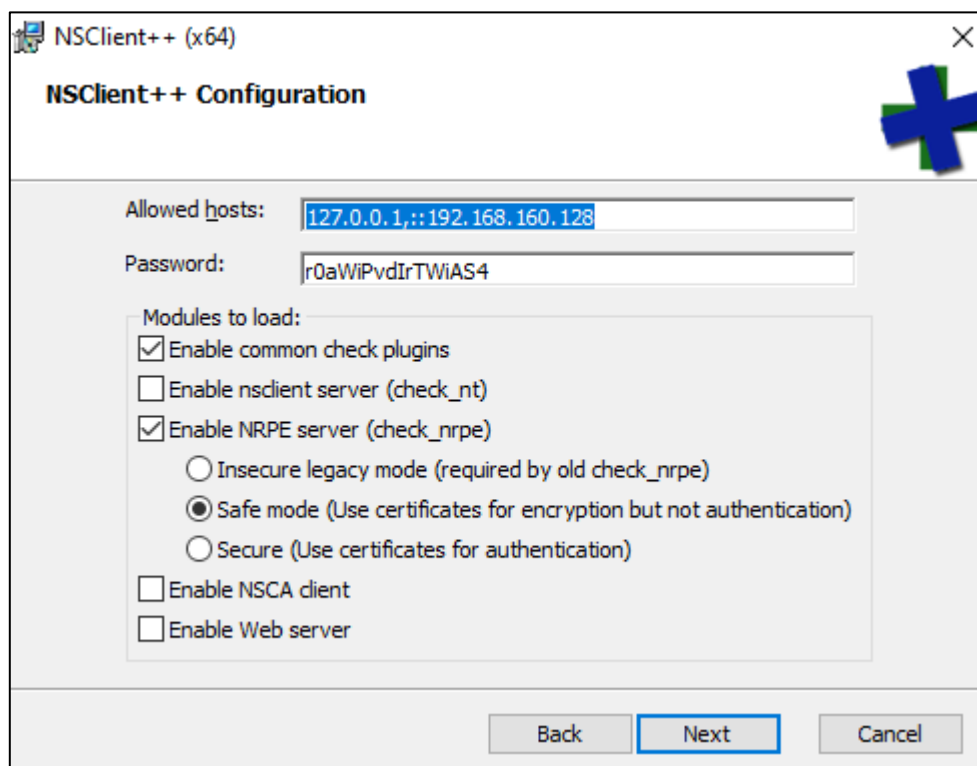 NSClient++ (x64)
NSClient++ Configuration
Allowed hosts: 127.0.0.1,::192.168.160.128
Password: r0aWiPvdIrTWiAS4
Modules to load:
Enable common check plugins
Enable nsclient server (check_nt)
Enable NRPE server (check_nrpe)
Insecure legacy mode (required by old check_nrpe)
Safe mode (Use certificates for encryption but not authentication)
Secure (Use certificates for authentication)
Enable NSCA client
Enable Web server
Back Next Cancel